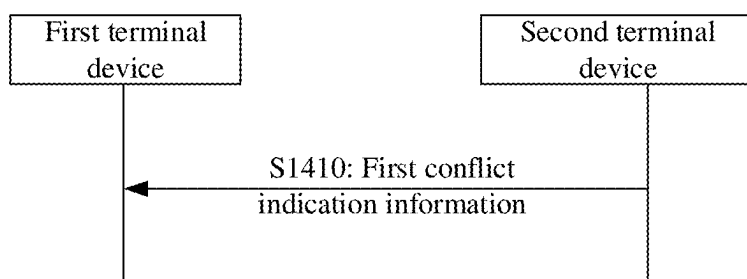 First terminal
device
Second terminal
device
S1410: First conflict
indication information